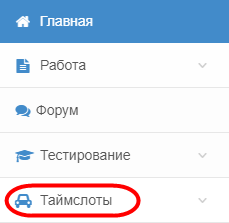 Главная
Работа
Форум
Тестирование
Таймслоты